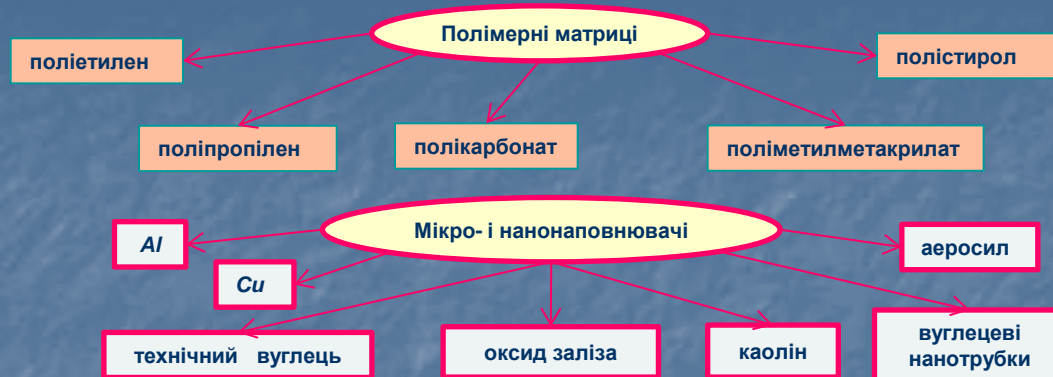 Полімерні матриці
поліетилен
полістирол
поліпропілен
полікарбонат
поліметилметакрилат
Мікро- і нанонаповнювачі
Al
аеросил
Cu
технічний вуглець
оксид заліза
каолін
вуглецеві
нанотрубки